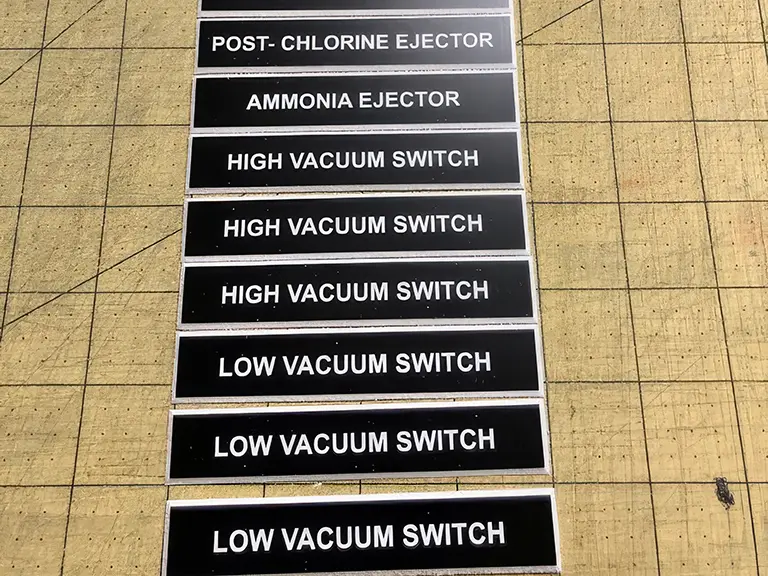 POST- CHLORINE EJECTOR
AMMONIA EJECTOR
HIGH VACUUM SWITCH
HIGH VACUUM SWITCH
HIGH VACUUM SWITCH
LOW VACUUM SWITCH
LOW VACUUM SWITCH
LOW VACUUM SWITCH